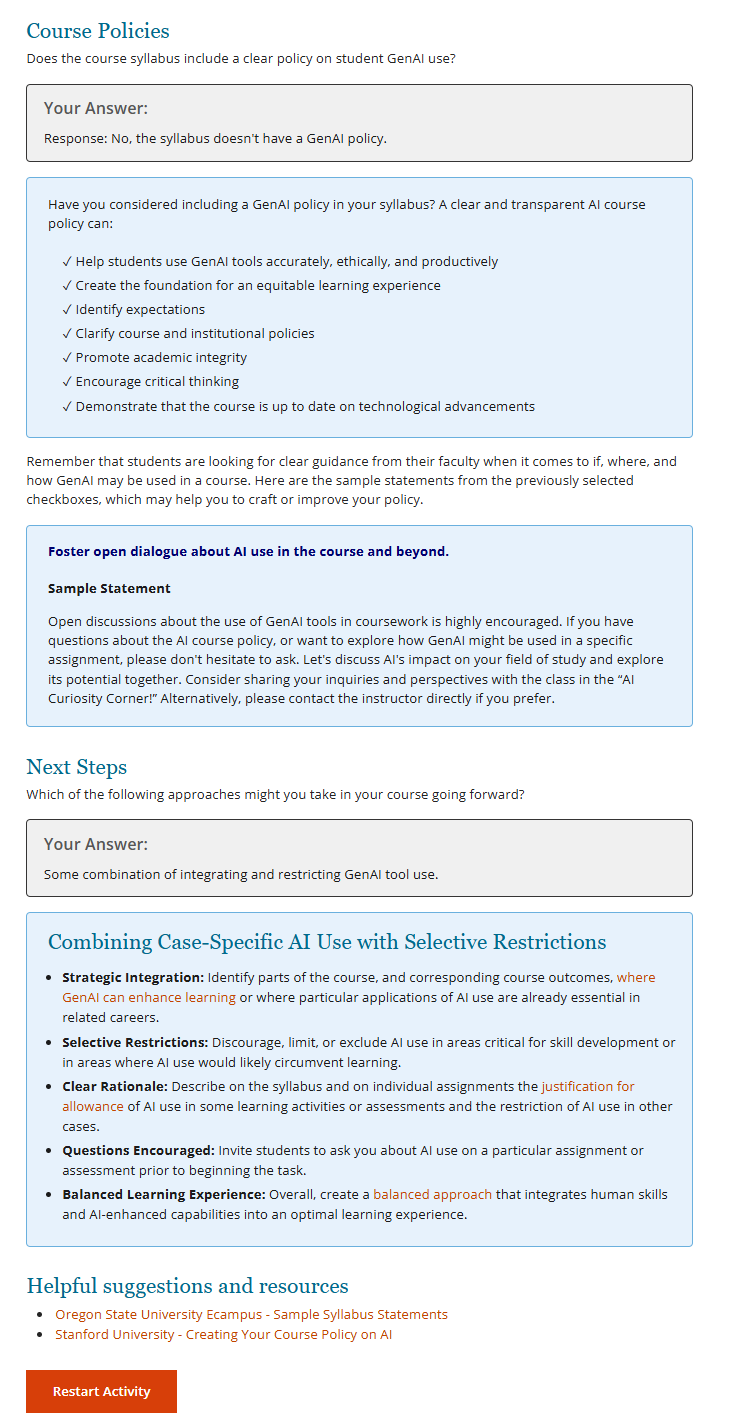 Course Policies
Does the course syllabus include a clear policy on student GenAI use?
Your Answer:
Response: No, the syllabus doesn't have a GenAI policy.
Have you considered including a GenAI policy in your syllabus? A clear and transparent AI course
policy can:
✓ Help students use GenAI tools accurately, ethically, and productively
✓ Create the foundation for an equitable learning experience
✓ Identify expectations
✓ Clarify course and institutional policies
✓ Promote academic integrity
✓ Encourage critical thinking
✓ Demonstrate that the course is up to date on technological advancements
Remember that students are looking for clear guidance from their faculty when it comes to if, where, and
how GenAI may be used in a course. Here are the sample statements from the previously selected
checkboxes, which may help you to craft or improve your policy.
Foster open dialogue about AI use in the course and beyond.
Sample Statement
Open discussions about the use of GenAI tools in coursework is highly encouraged. If you have
questions about the AI course policy, or want to explore how GenAI might be used in a specific
assignment, please don't hesitate to ask. Let's discuss AI's impact on your field of study and explore
its potential together. Consider sharing your inquiries and perspectives with the class in the “AI
Curiosity Corner!” Alternatively, please contact the instructor directly if you prefer.
Next Steps
Which of the following approaches might you take in your course going forward?
Your Answer:
Some combination of integrating and restricting GenAI tool use.
Combining Case-Specific AI Use with Selective Restrictions
• Strategic Integration: Identify parts of the course, and corresponding course outcomes, where
GenAI can enhance learning or where particular applications of AI use are already essential in
related careers.
• Selective Restrictions: Discourage, limit, or exclude AI use in areas critical for skill development or
in areas where AI use would likely circumvent learning.
• Clear Rationale: Describe on the syllabus and on individual assignments the justification for
allowance of AI use in some learning activities or assessments and the restriction of AI use in other
cases.
• Questions Encouraged: Invite students to ask you about AI use on a particular assignment or
assessment prior to beginning the task.
• Balanced Learning Experience: Overall, create a balanced approach that integrates human skills
and AI-enhanced capabilities into an optimal learning experience.
Helpful suggestions and resources
• Oregon State University Ecampus - Sample Syllabus Statements
• Stanford University - Creating Your Course Policy on AI
Restart Activity